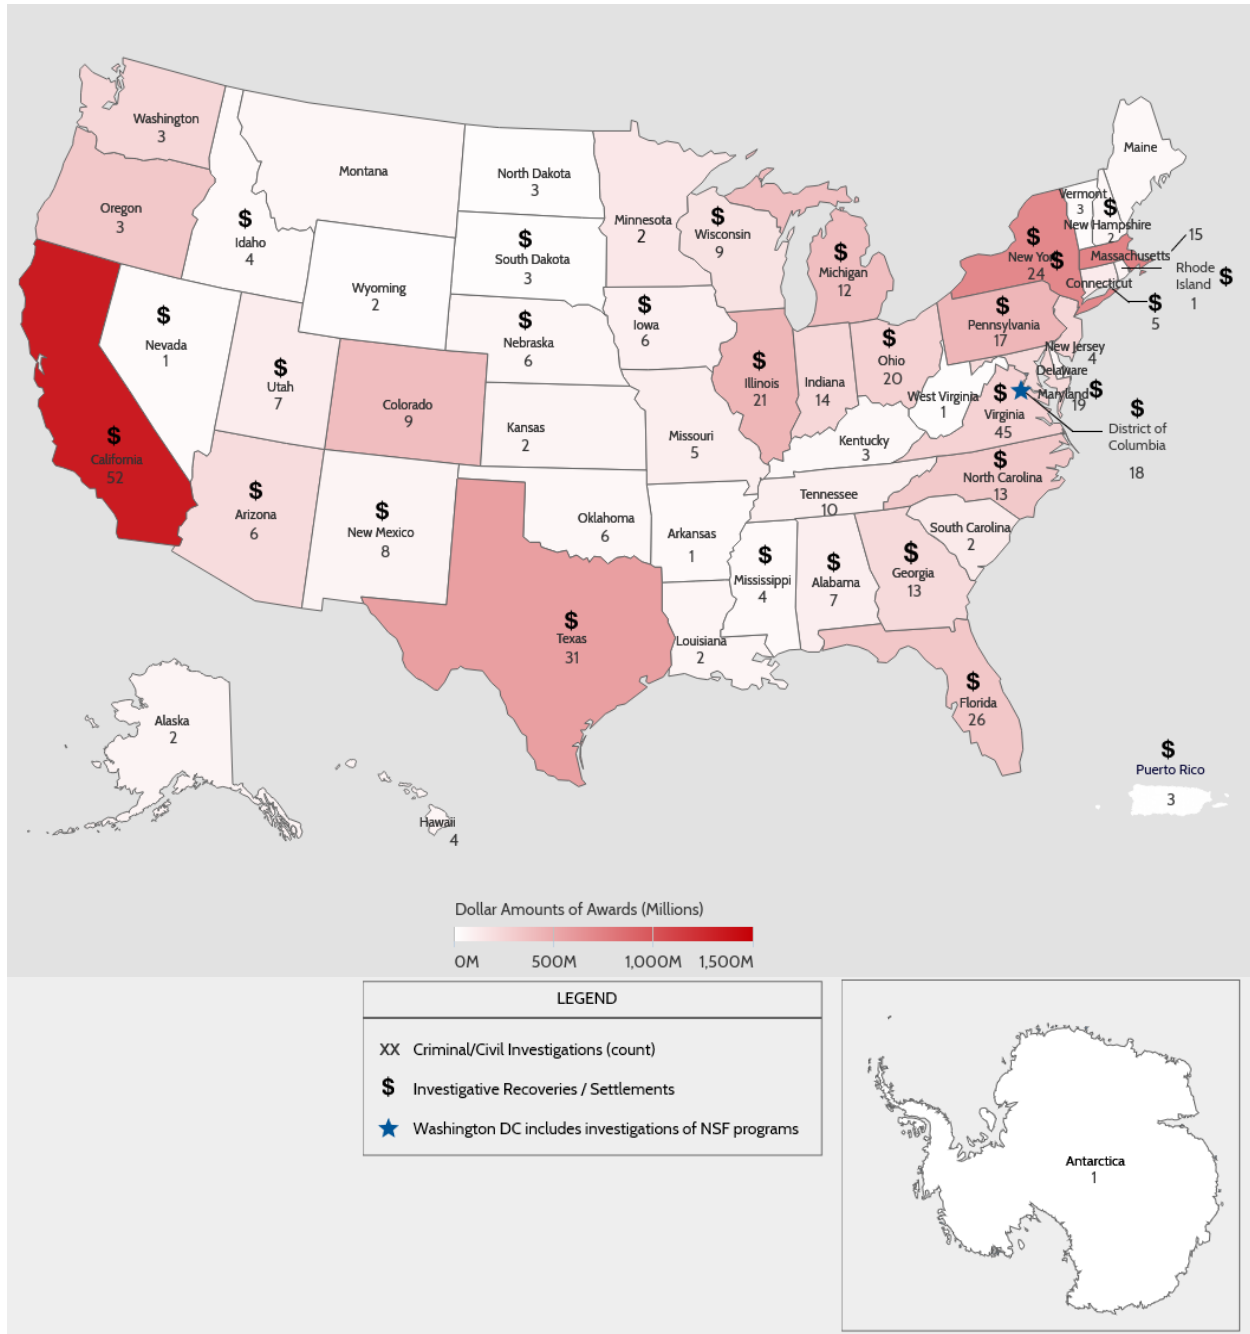 Washington
3
Oregon
3
$
California
52
$
Idaho
4
$
Nevada
1
Montana
Wyoming
2
$
Utah
7
Colorado
9
$
Arizona
6
$
New Mexico
8
North Dakota
3
$
South Dakota
3
$
Nebraska
6
Kansas
2
Oklahoma
6
$
Texas
31
Minnesota
2
$
Iowa
6
Missouri
5
Arkansas
1
Louisiana
2
$
Wisconsin
9
$
Illinois
21
$
Michigan
12
Indiana
14
$
Ohio
20
Kentucky
3
Tennessee
10
$
Mississippi
4
$
Alabama
7
$
Georgia
13
$
Florida
26
South Carolina
2
$
North Carolina
13
$
Virginia
45
West Virginia
1
$
Pennsylvania
17
$
New York
24
$
Maine
Vermont
3
$
New Hampshire
2
15
Massachusetts
Rhode
Island
1
$
Connecticut
$
5
New Jersey
4
Delaware
Maryland
19
$
$
District of
Columbia
18
Alaska
2
Hawaii
4
$
Puerto Rico
3
Dollar Amounts of Awards (Millions)
0M 500M 1,000M 1,500M
LEGEND
XX Criminal/Civil Investigations (count)
$ Investigative Recoveries / Settlements
Washington DC includes investigations of NSF programs
Antarctica
1